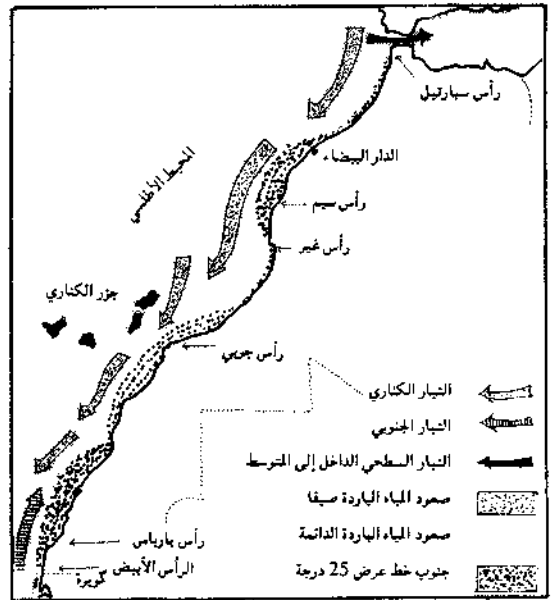 رأس سبارتيل
الدار البيضاء
المحيط الأطلسي
رأس سيم
رأس غير
جزر الكناري
رأس جوبي
التيار الكناري
التيار الجنوبي
التيار السطحي الداخل إلى المتوسط
صعود المياه الباردة صيفا
صعود المياه الباردة الدائمة
جنوب خط عرض 25 درجة
رأس بارباس
الرأس الأبيض
كويرة